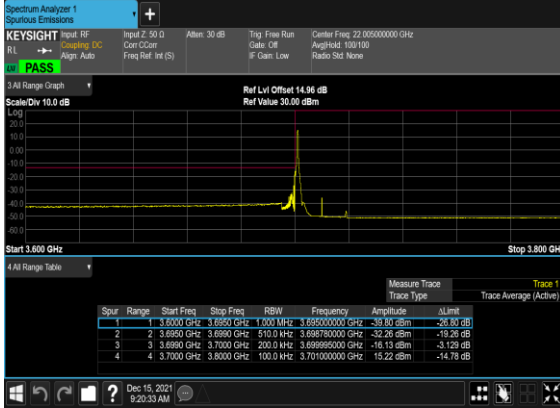 Spectrum Analyzer 1
Spurious Emissions
+
KEYSIGHT Input: RF Input Z: 50 Ω Atten: 30 dB Trig: Free Run Center Freq: 22.005000000 GHz
RL Coupling: DC Corr CCorr Gate: Off Avg|Hold: 100/100
Align: Auto Freq Ref: Int (S) IF Gain: Low Radio Std: None
LXI PASS
3.All Range Graph
Ref Lvl Offset 14.96 dB
Scale/Div 10.0 dB Ref Value 30.00 dBm
Log
20.0
10.0
0.00
-10.0
-20.0
-30.0
-40.0
-50.0
-60.0
Start 3.600 GHz Stop 3.800 GH
4.All Range Table
Measure Trace Trace 1
Trace Type Trace Average (Active)
Spur Range Start Freq Stop Freq RBW Frequency Amplitude ΔLimit
1 1 3.6000 GHz 3.6950 GHz 1.000 MHz 3.695000000 GHz -39.80 dBm -26.80 dB
2 2 3.6950 GHz 3.6990 GHz 510.0 kHz 3.698780000 GHz -32.26 dBm -19.26 dB
3 3 3.6990 GHz 3.7000 GHz 200.0 kHz 3.699995000 GHz -16.13 dBm -3.129 dB
4 4 3.7000 GHz 3.8000 GHz 100.0 kHz 3.701000000 GHz 15.22 dBm -14.78 dB
? Dec 15, 2021
9:20:33 AM